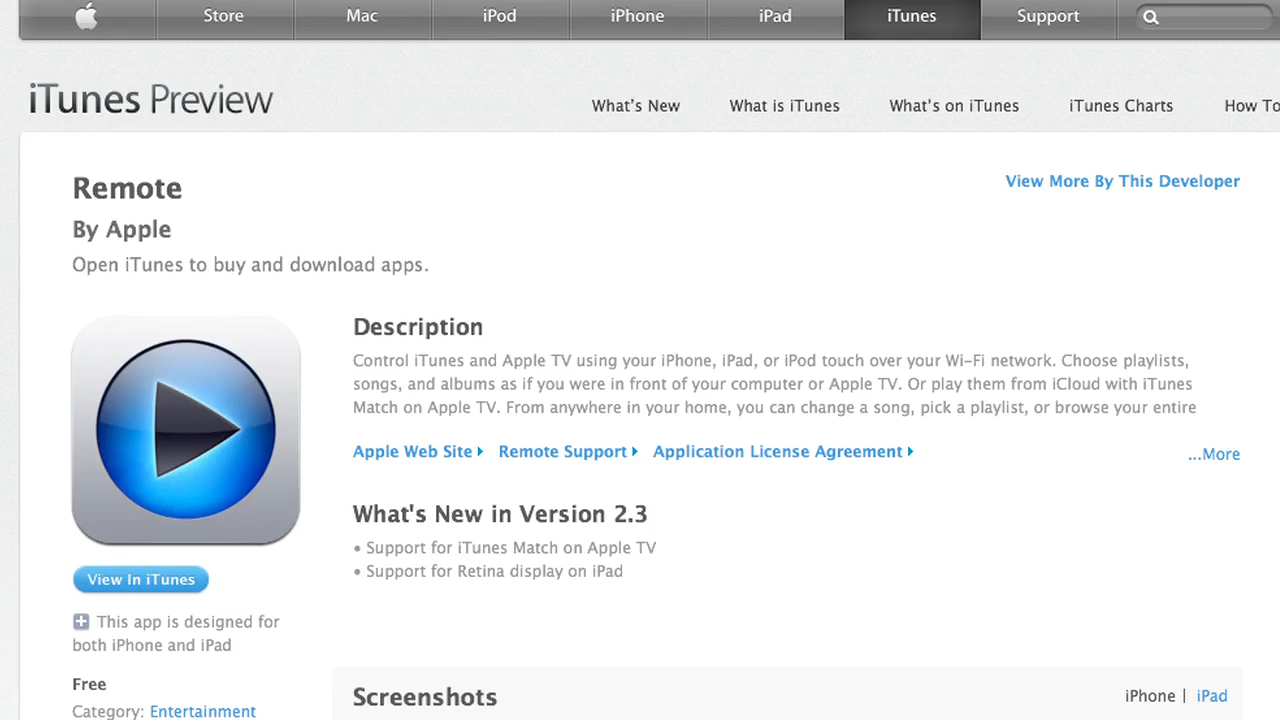 Store Mac iPod iPhone iPad iTunes Support
iTunes Preview
What's New What is iTunes What's on iTunes iTunes Charts How To
Remote
View More By This Developer
By Apple
Open iTunes to buy and download apps.
Description
Control iTunes and Apple TV using your iPhone, iPad, or iPod touch over your Wi-Fi network. Choose playlists,
songs, and albums as if you were in front of your computer or Apple TV. Or play them from iCloud with iTunes
Match on Apple TV. From anywhere in your home, you can change a song, pick a playlist, or browse your entire
Apple Web Site Remote Support Application License Agreement ...More
What's New in Version 2.3
• Support for iTunes Match on Apple TV
• Support for Retina display on iPad
View In iTunes
This app is designed for
both iPhone and iPad
Free
Category: Entertainment
Screenshots
iPhone | iPad